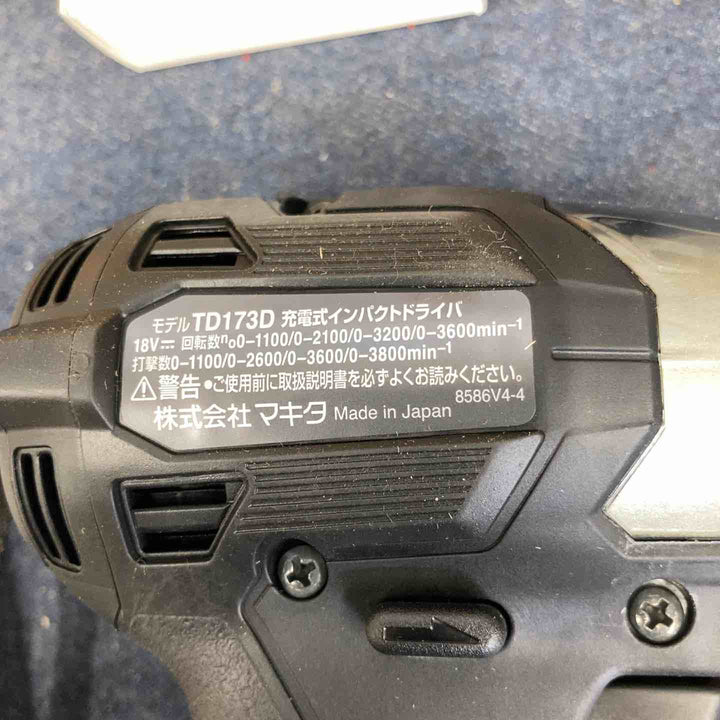 モデル TD173D 充電式インパクトドライバ
18V⎓ 回転数n₀0-1100/0-2100/0-3200/0-3600min⁻¹
打撃数0-1100/0-2600/0-3600/0-3800min⁻¹
⚠警告 ●ご使用前に取扱説明書を必ずよくお読みください。
8586V4-4
株式会社 マキタ Made in Japan